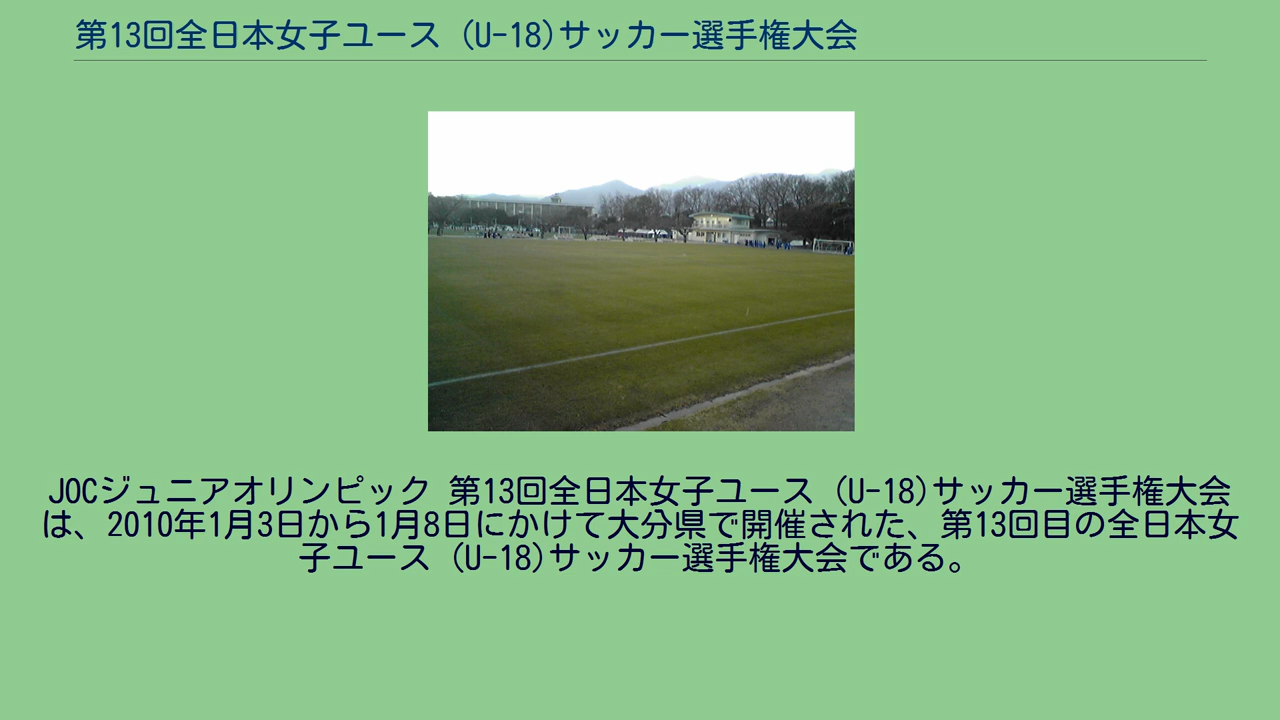 第13回全日本女子ユース (U-18)サッカー選手権大会
JOCジュニアオリンピック 第13回全日本女子ユース (U-18)サッカー選手権大会
は、2010年1月3日から1月8日にかけて大分県で開催された、第13回目の全日本女
子ユース (U-18)サッカー選手権大会である。